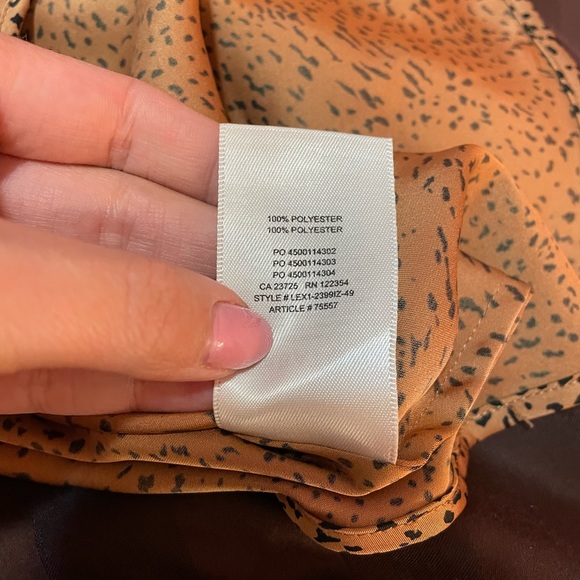 100% POLYESTER
100% POLYESTER
PO 4500114302
PO 4500114303
PO 4500114304
CA 23725 RN 122354
STYLE # LEX1-2399IZ-49
ARTICLE # 75557